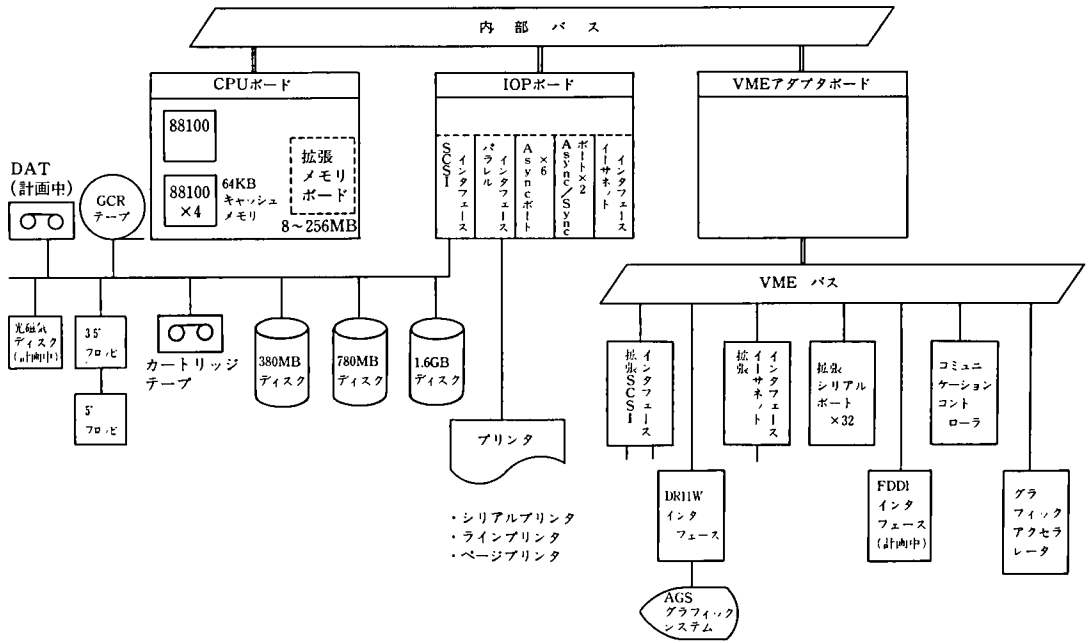 内部バス
CPUボード
88100
88100
×4
64KB
キャッシュ
メモリ
拡張
メモリ
ボード
8～256MB
IOPボード
SCSI
インタフェース
パラレル
インタフェース
Asyncポート
×6
Async/Sync
ポート×2
イーサネット
インタフェース
VMEアダプタボード
DAT
(計画中)
GCR
テープ
光磁気
ディスク
(計画中)
3.5"
フロッピ
5"
フロッピ
カートリッジ
テープ
380MB
ディスク
780MB
ディスク
1.6GB
ディスク
プリンタ
・シリアルプリンタ
・ラインプリンタ
・ページプリンタ
VME バス
拡張SCSI
インタフェース
拡張
イーサネット
インタフェース
拡張
シリアル
ポート
×32
コミュニ
ケーション
コント
ローラ
DR11W
インタ
フェース
FDDI
インタ
フェース
(計画中)
グラ
フィック
アクセラ
レータ
AGS
グラフィック
システム